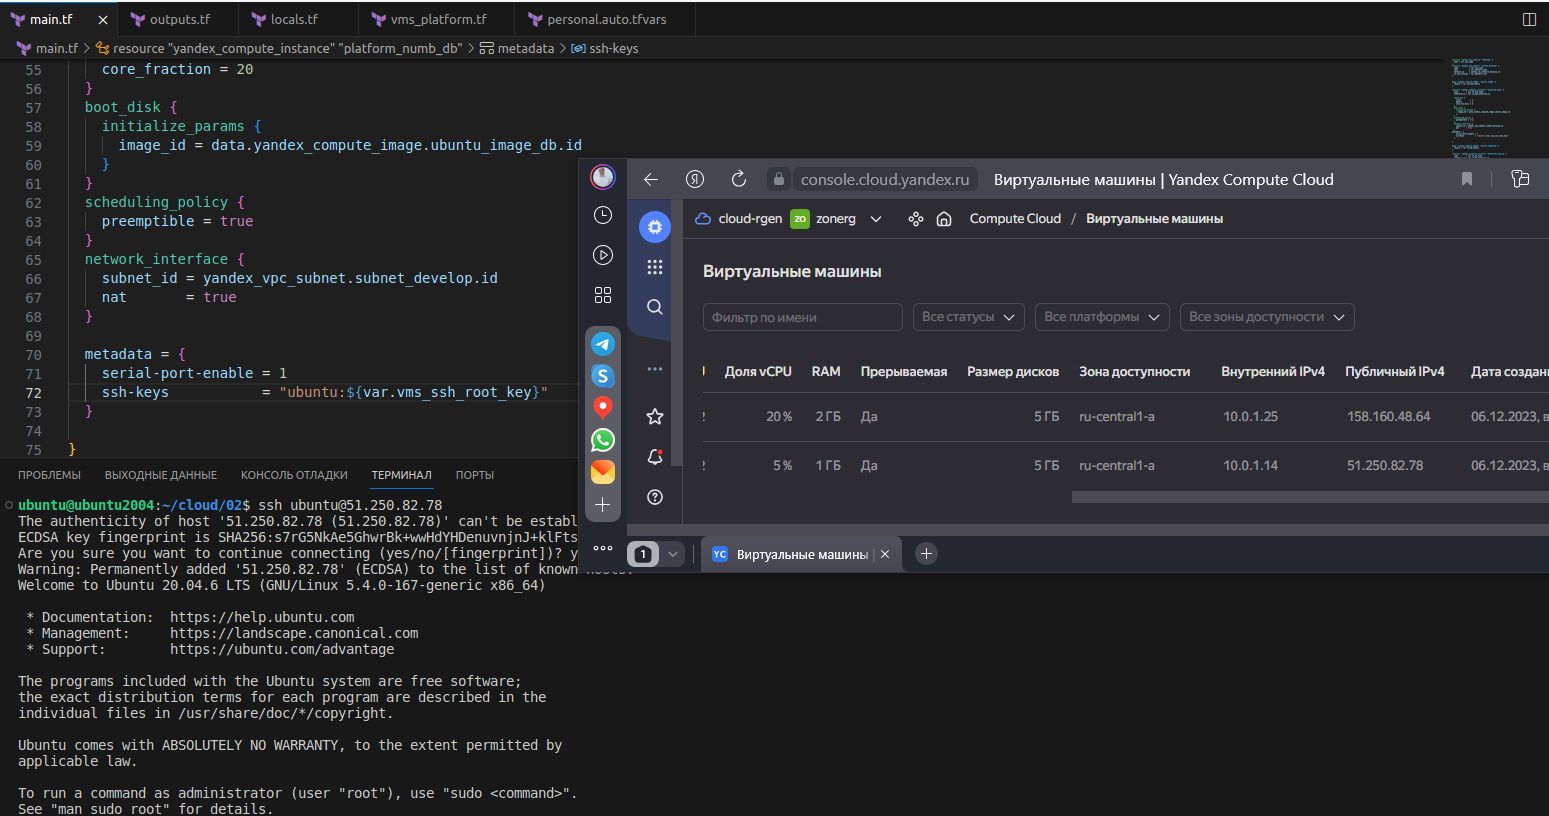 main.tf
outputs.tf
locals.tf
vms_platform.tf
personal.auto.tfvars
main.tf > resource "yandex_compute_instance" "platform_numb_db" > metadata > ssh-keys
55 core_fraction = 20
56 }
57 boot_disk {
58 initialize_params {
59 image_id = data.yandex_compute_image.ubuntu_image_db.id
60 }
61 }
62 scheduling_policy {
63 preemptible = true
64 }
65 network_interface {
66 subnet_id = yandex_vpc_subnet.subnet_develop.id
67 nat = true
68 }
69
70 metadata = {
71 serial-port-enable = 1
72 ssh-keys = "ubuntu:${var.vms_ssh_root_key}"
73 }
74
75 }
console.cloud.yandex.ru Виртуальные машины | Yandex Compute Cloud
cloud-rgen ZO zonerg Compute Cloud / Виртуальные машины
Виртуальные машины
Фильтр по имени Все статусы Все платформы Все зоны доступности
Доля vCPU RAM Прерываемая Размер дисков Зона доступности Внутренний IPv4 Публичный IPv4 Дата создан
20 % 2 ГБ Да 5 ГБ ru-central1-a 10.0.1.25 158.160.48.64 06.12.2023, в
5 % 1 ГБ Да 5 ГБ ru-central1-a 10.0.1.14 51.250.82.78 06.12.2023, в
1 YC Виртуальные машины
ПРОБЛЕМЫ ВЫХОДНЫЕ ДАННЫЕ КОНСОЛЬ ОТЛАДКИ ТЕРМИНАЛ ПОРТЫ
ubuntu@ubuntu2004:~/cloud/02$ ssh ubuntu@51.250.82.78
The authenticity of host '51.250.82.78 (51.250.82.78)' can't be establ
ECDSA key fingerprint is SHA256:s7rG5NkAe5GhwrBk+wwHdYHDenuvnjnJ+klFts
Are you sure you want to continue connecting (yes/no/[fingerprint])? y
Warning: Permanently added '51.250.82.78' (ECDSA) to the list of known hosts.
Welcome to Ubuntu 20.04.6 LTS (GNU/Linux 5.4.0-167-generic x86_64)
* Documentation: https://help.ubuntu.com
* Management: https://landscape.canonical.com
* Support: https://ubuntu.com/advantage
The programs included with the Ubuntu system are free software;
the exact distribution terms for each program are described in the
individual files in /usr/share/doc/*/copyright.
Ubuntu comes with ABSOLUTELY NO WARRANTY, to the extent permitted by
applicable law.
To run a command as administrator (user "root"), use "sudo <command>".
See "man sudo_root" for details.